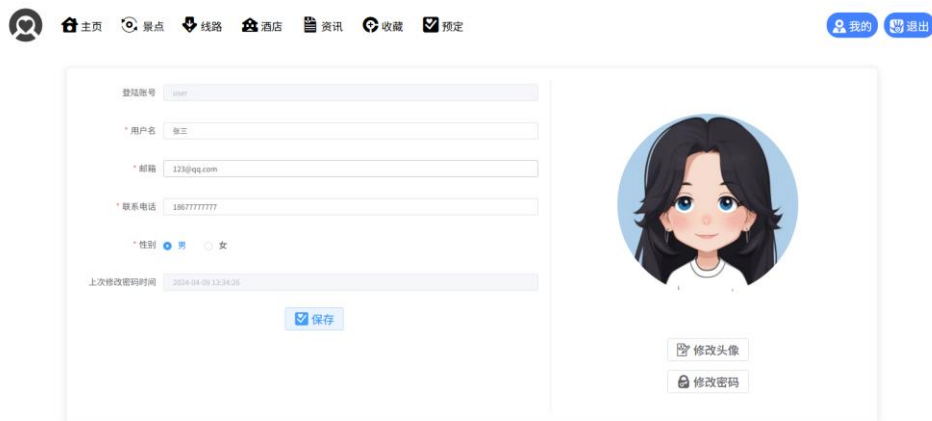 主页 景点 线路 酒店 资讯 收藏 预定 我的 退出
登陆账号 user
* 用户名 张三
* 邮箱 123@qq.com
* 联系电话 18677777777
* 性别 男 女
上次修改密码时间 2024-04-09 13:34:26
保存
修改头像
修改密码